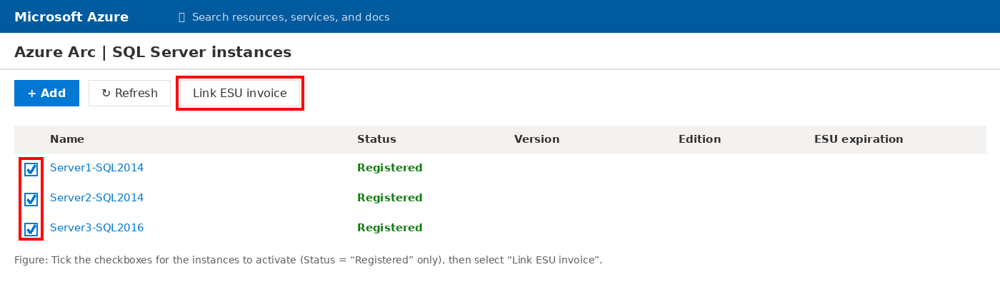 Microsoft Azure Search resources, services, and docs
Azure Arc | SQL Server instances
+ Add ↻ Refresh Link ESU invoice
Name Status Version Edition ESU expiration
Server1-SQL2014 Registered
Server2-SQL2014 Registered
Server3-SQL2016 Registered
Figure: Tick the checkboxes for the instances to activate (Status = “Registered” only), then select “Link ESU invoice”.